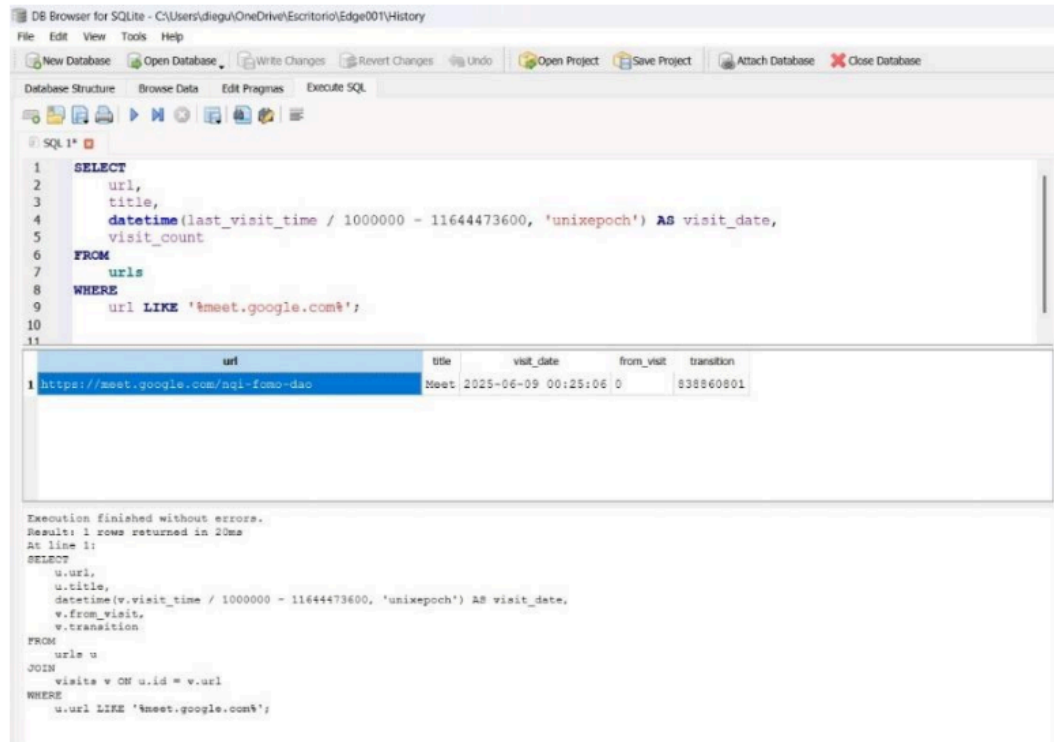 DB Browser for SQLite - C:\Users\diegu\OneDrive\Escritorio\Edge001\History
File Edit View Tools Help
New Database Open Database Write Changes Revert Changes Undo Open Project Save Project Attach Database Close Database
Database Structure Browse Data Edit Pragmas Execute SQL
SQL 1*
1 SELECT
2 url,
3 title,
4 datetime(last_visit_time / 1000000 - 11644473600, 'unixepoch') AS visit_date,
5 visit_count
6 FROM
7 urls
8 WHERE
9 url LIKE '%meet.google.com%';
10
11
url title visit_date from_visit transition
1 https://meet.google.com/nqi-fomo-dao Meet 2025-06-09 00:25:06 0 838860801
Execution finished without errors.
Result: 1 rows returned in 20ms
At line 1:
SELECT
u.url,
u.title,
datetime(v.visit_time / 1000000 - 11644473600, 'unixepoch') AS visit_date,
v.from_visit,
v.transition
FROM
urls u
JOIN
visits v ON u.id = v.url
WHERE
u.url LIKE '%meet.google.com%';